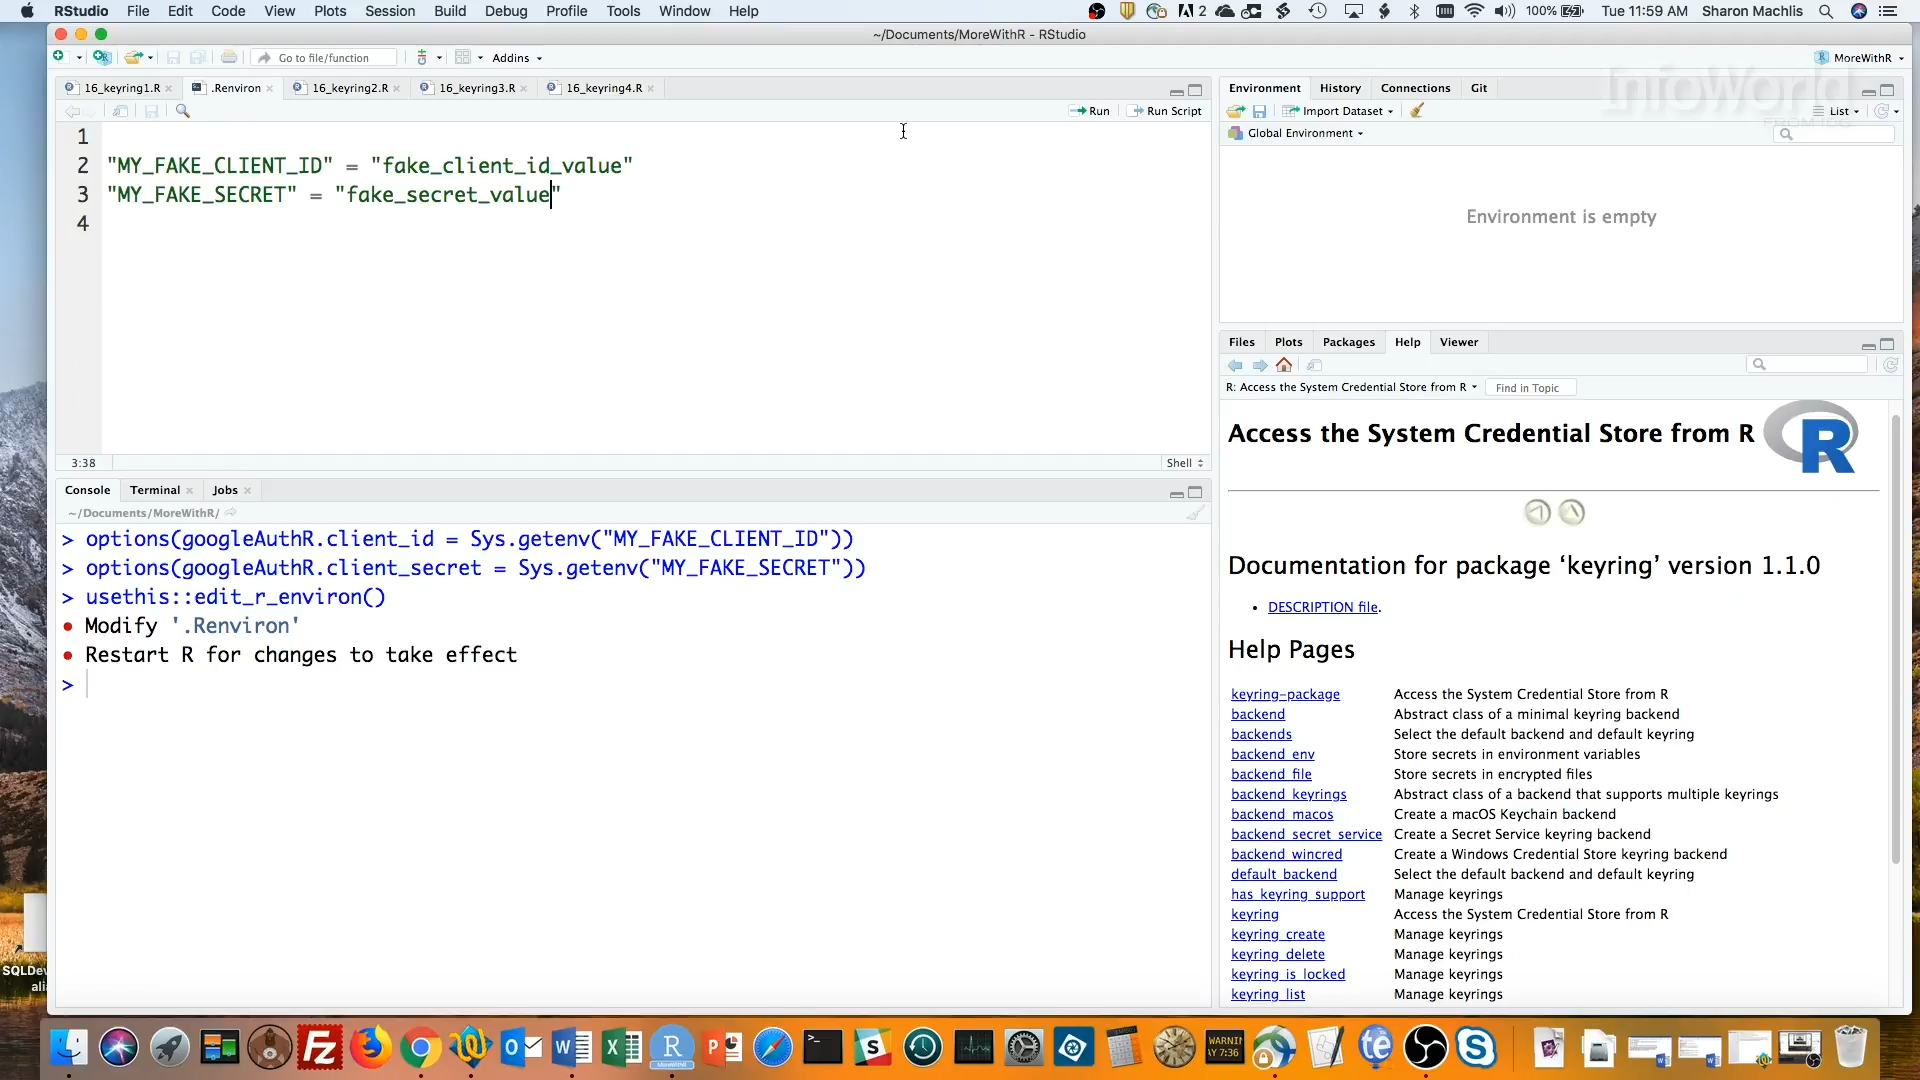 RStudio File Edit Code View Plots Session Build Debug Profile Tools Window Help
2 100% Tue 11:59 AM Sharon Machlis
~/Documents/MoreWithR - RStudio
Go to file/function Addins MoreWithR
InfoWorld
FROM IDG
16_keyring1.R .Renviron 16_keyring2.R 16_keyring3.R 16_keyring4.R
Run Run Script
1
2 "MY_FAKE_CLIENT_ID" = "fake_client_id_value"
3 "MY_FAKE_SECRET" = "fake_secret_value"
4
3:38 Shell
Console Terminal Jobs
~/Documents/MoreWithR/
> options(googleAuthR.client_id = Sys.getenv("MY_FAKE_CLIENT_ID"))
> options(googleAuthR.client_secret = Sys.getenv("MY_FAKE_SECRET"))
> usethis::edit_r_environ()
• Modify '.Renviron'
• Restart R for changes to take effect
>
Environment History Connections Git
Import Dataset List
Global Environment
Environment is empty
Files Plots Packages Help Viewer
R: Access the System Credential Store from R Find in Topic
Access the System Credential Store from R
R
Documentation for package ‘keyring’ version 1.1.0
• DESCRIPTION file.
Help Pages
keyring-package Access the System Credential Store from R
backend Abstract class of a minimal keyring backend
backends Select the default backend and default keyring
backend_env Store secrets in environment variables
backend_file Store secrets in encrypted files
backend_keyrings Abstract class of a backend that supports multiple keyrings
backend_macos Create a macOS Keychain backend
backend_secret_service Create a Secret Service keyring backend
backend_wincred Create a Windows Credential Store keyring backend
default_backend Select the default backend and default keyring
has_keyring_support Manage keyrings
keyring Access the System Credential Store from R
keyring_create Manage keyrings
keyring_delete Manage keyrings
keyring_is_locked Manage keyrings
keyring_list Manage keyrings
SQLDev
ali
WARNIN
AY 7:36